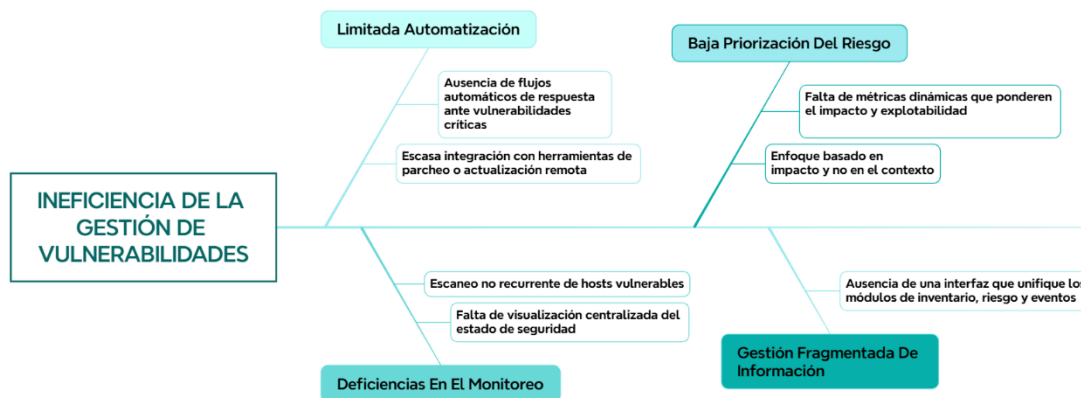 Limitada Automatización
Ausencia de flujos
automáticos de respuesta
ante vulnerabilidades
críticas
Escasa integración con herramientas de
parcheo o actualización remota
Baja Priorización Del Riesgo
Falta de métricas dinámicas que ponderen
el impacto y explotabilidad
Enfoque basado en
impacto y no en el contexto
INEFICIENCIA DE LA
GESTIÓN DE
VULNERABILIDADES
Escaneo no recurrente de hosts vulnerables
Falta de visualización centralizada del
estado de seguridad
Deficiencias En El Monitoreo
Ausencia de una interfaz que unifique los
módulos de inventario, riesgo y eventos
Gestión Fragmentada De
Información